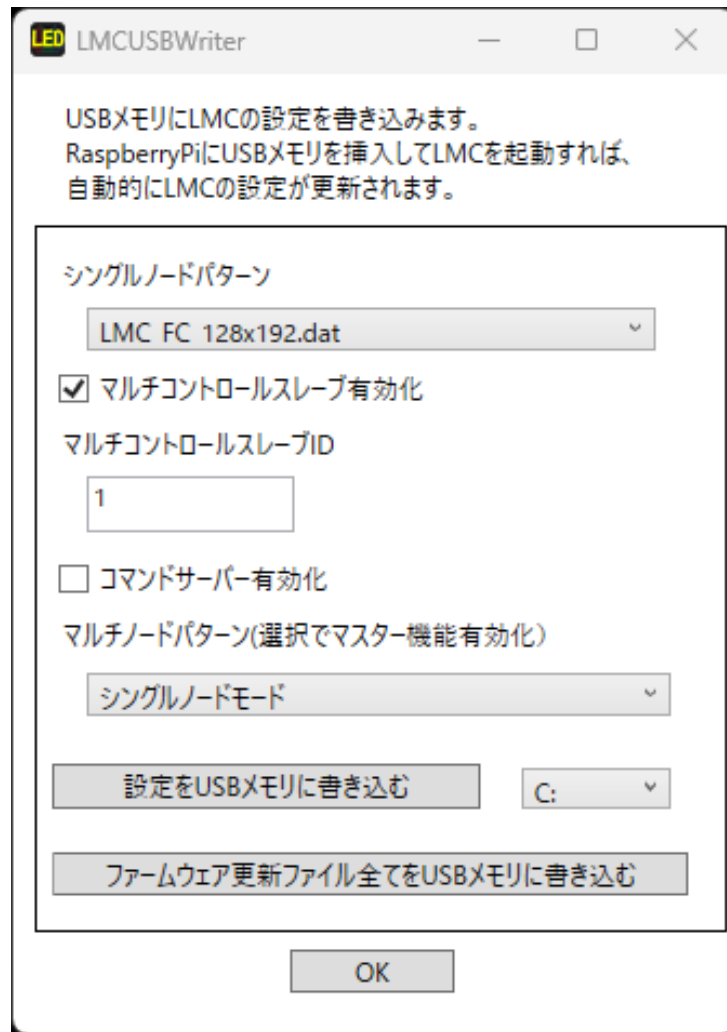 LED LMCUSBWriter
USBメモリにLMCの設定を書き込みます。
RaspberryPiにUSBメモリを挿入してLMCを起動すれば、
自動的にLMCの設定が更新されます。
シングルノードパターン
LMC FC 128x192.dat
マルチコントロールスレーブ有効化
マルチコントロールスレーブID
1
コマンドサーバー有効化
マルチノードパターン(選択でマスター機能有効化）
シングルノードモード
設定をUSBメモリに書き込む C:
ファームウェア更新ファイル全てをUSBメモリに書き込む
OK